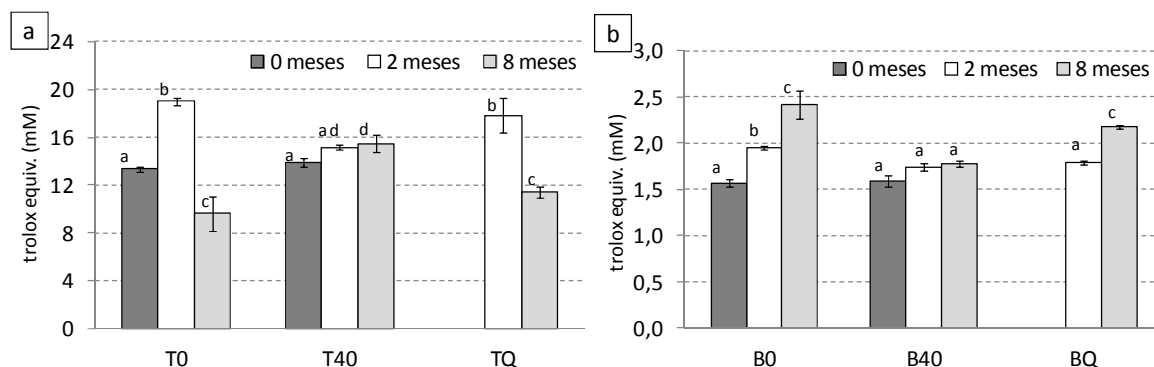 a
trolox equiv. (mM)
24
20
16
12
8
4
0
0 meses 2 meses 8 meses
a b c
a a d d
b c
T0 T40 TQ
b
trolox equiv. (mM)
3,0
2,5
2,0
1,5
1,0
0,5
0,0
0 meses 2 meses 8 meses
a b c
a a a
a c
B0 B40 BQ